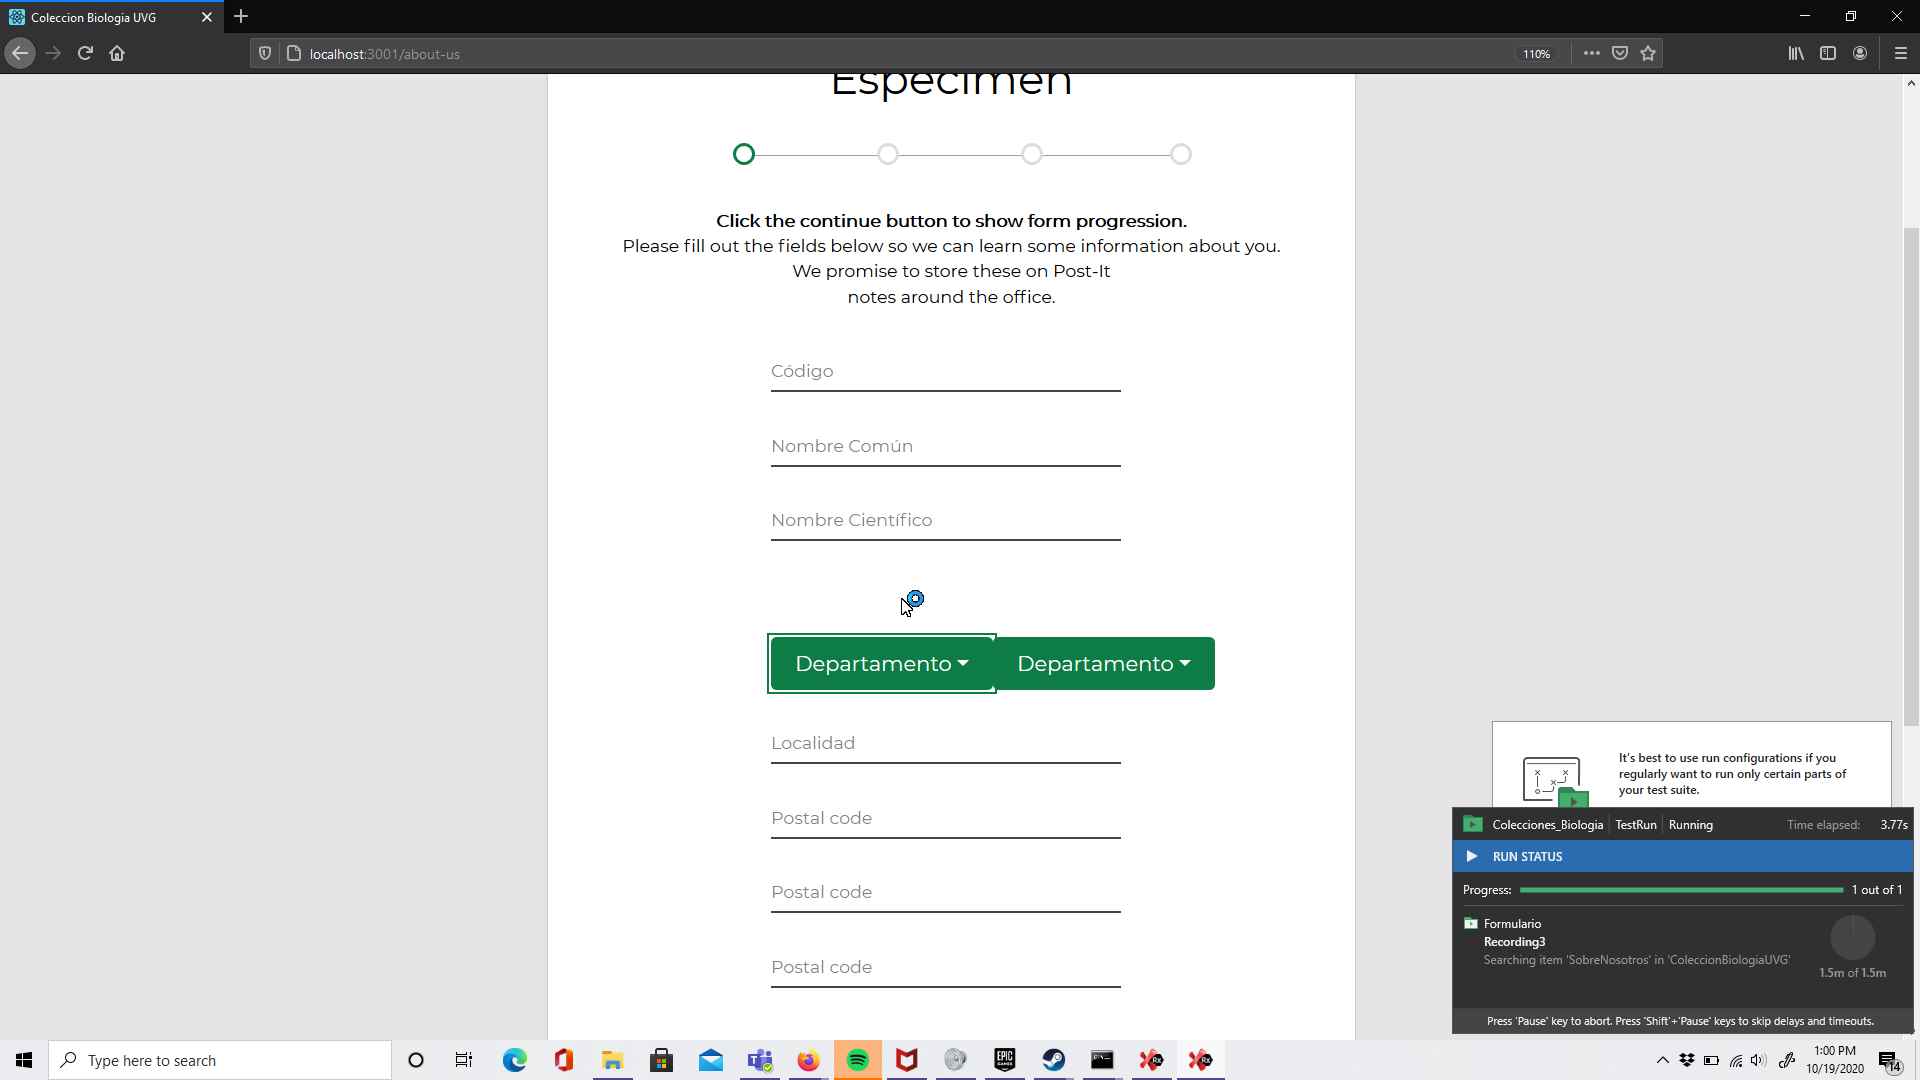 Coleccion Biologia UVG
localhost:3001/about-us
110%
Especimen
Click the continue button to show form progression.
Please fill out the fields below so we can learn some information about you.
We promise to store these on Post-It
notes around the office.
Código
Nombre Común
Nombre Científico
Departamento
Departamento
Localidad
Postal code
Postal code
Postal code
It's best to use run configurations if you
regularly want to run only certain parts of
your test suite.
Colecciones_Biologia TestRun Running Time elapsed: 3.77s
RUN STATUS
Progress: 1 out of 1
Formulario
Recording3
Searching item 'SobreNosotros' in 'ColeccionBiologiaUVG'
1.5m of 1.5m
Press 'Pause' key to abort. Press 'Shift'+'Pause' keys to skip delays and timeouts.
Type here to search
EPIC
GAMES
Rx
Rx
1:00 PM
10/19/2020
14